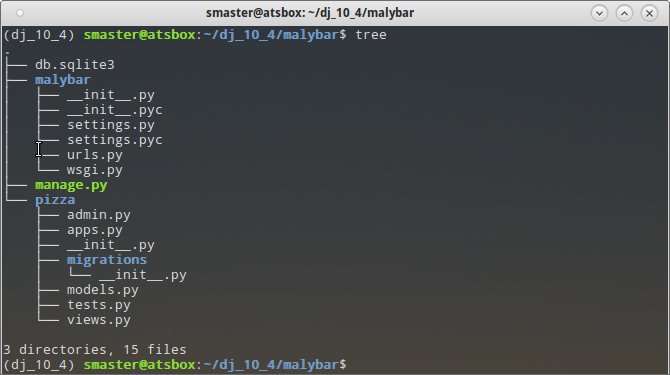 smaster@atsbox: ~/dj_10_4/malybar
(dj_10_4) smaster@atsbox:~/dj_10_4/malybar$ tree
.
├── db.sqlite3
├── malybar
│   ├── __init__.py
│   ├── __init__.pyc
│   ├── settings.py
│   ├── settings.pyc
│   ├── urls.py
│   └── wsgi.py
├── manage.py
└── pizza
    ├── admin.py
    ├── apps.py
    ├── __init__.py
    ├── migrations
    │   └── __init__.py
    ├── models.py
    ├── tests.py
    └── views.py

3 directories, 15 files
(dj_10_4) smaster@atsbox:~/dj_10_4/malybar$